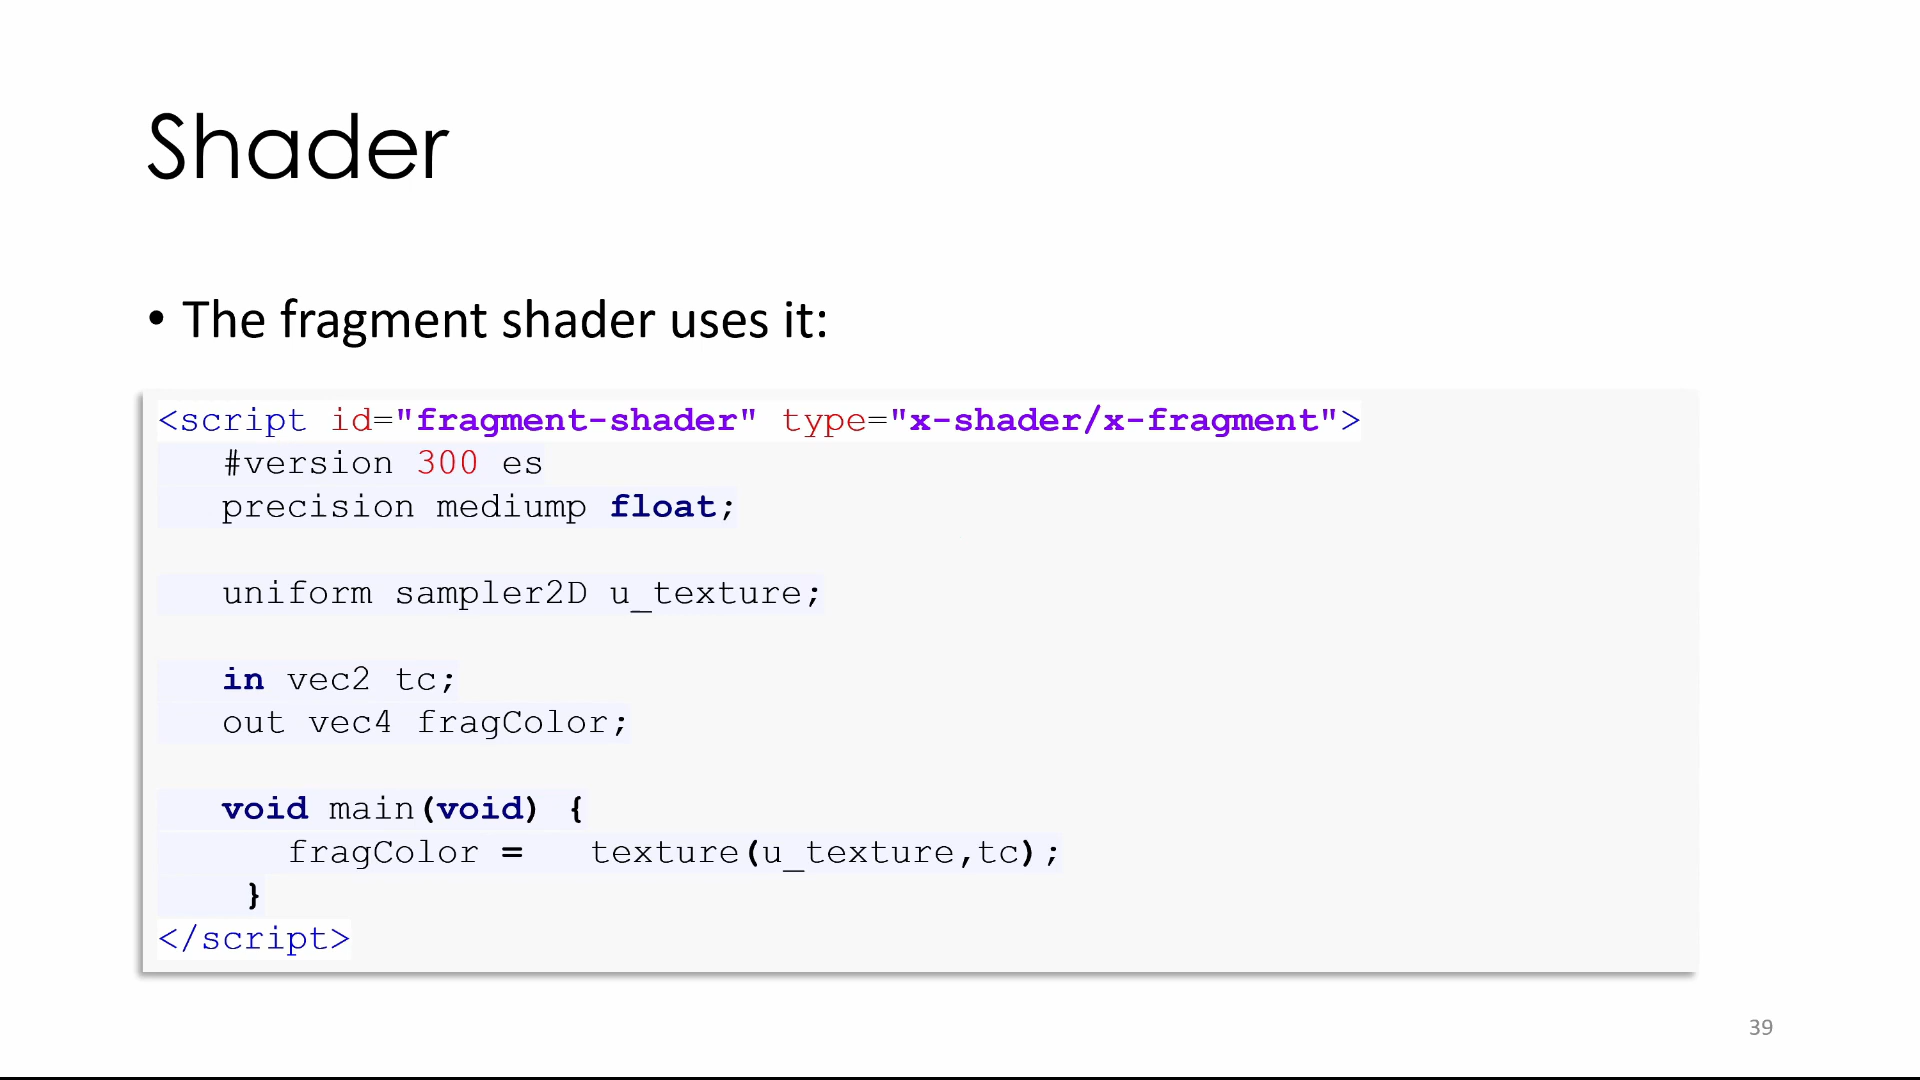 Shader
• The fragment shader uses it:
<script id="fragment-shader" type="x-shader/x-fragment">
#version 300 es
precision mediump float;
uniform sampler2D u_texture;
in vec2 tc;
out vec4 fragColor;
void main(void) {
fragColor =   texture(u_texture,tc);
}
</script>
39